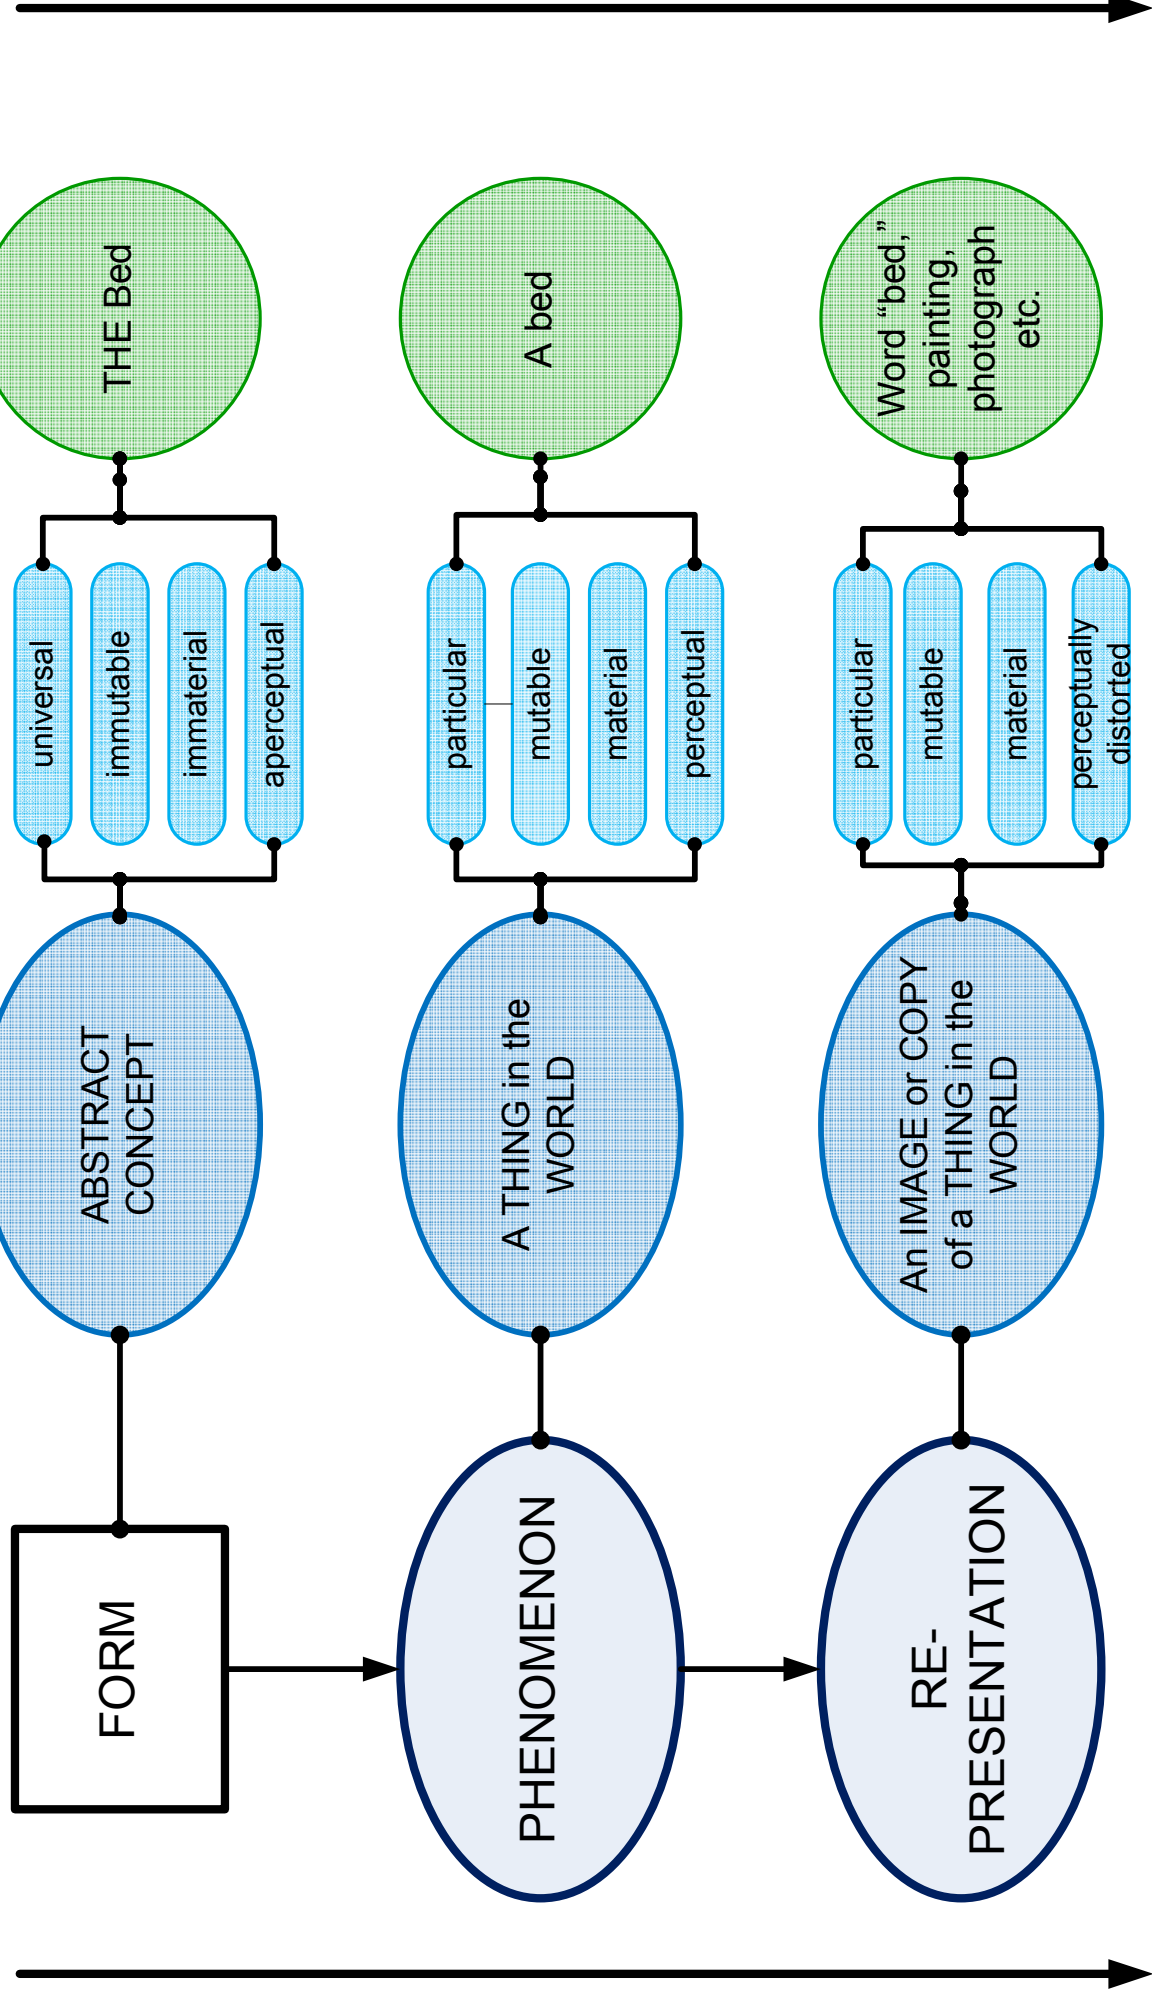 FORM
ABSTRACT
CONCEPT
universal
immutable
immaterial
aperceptual
THE Bed
PHENOMENON
A THING in the
WORLD
particular
mutable
material
perceptual
A bed
RE-
PRESENTATION
An IMAGE or COPY
of a THING in the
WORLD
particular
mutable
material
perceptually
distorted
Word “bed,”
painting,
photograph
etc.